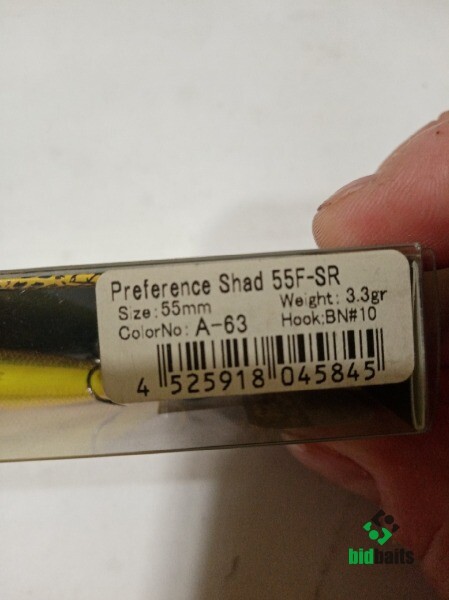 Preference Shad 55F-SR
Size: 55mm Weight: 3.3gr
ColorNo: A-63 Hook:BN#10
4 525918 045845
bidbaits